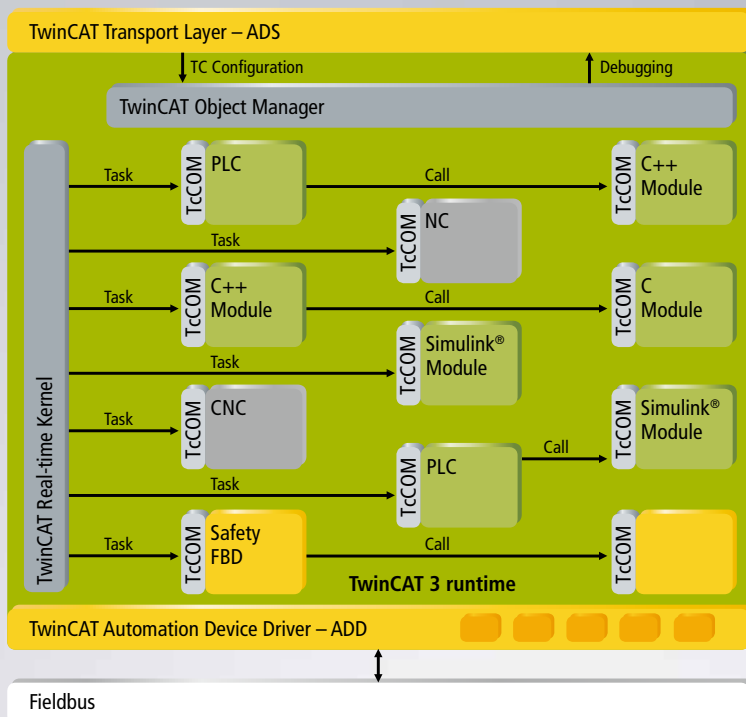 TwinCAT Transport Layer – ADS
TC Configuration
Debugging
TwinCAT Object Manager
TwinCAT Real-time Kernel
Task
TcCOM
PLC
Call
TcCOM
C++
Module
Task
TcCOM
NC
Task
TcCOM
C++
Module
Call
TcCOM
C
Module
Task
TcCOM
Simulink®
Module
Task
TcCOM
CNC
TcCOM
Simulink®
Module
Task
TcCOM
PLC
Call
Task
TcCOM
Safety
FBD
Call
TcCOM
TwinCAT 3 runtime
TwinCAT Automation Device Driver – ADD
Fieldbus